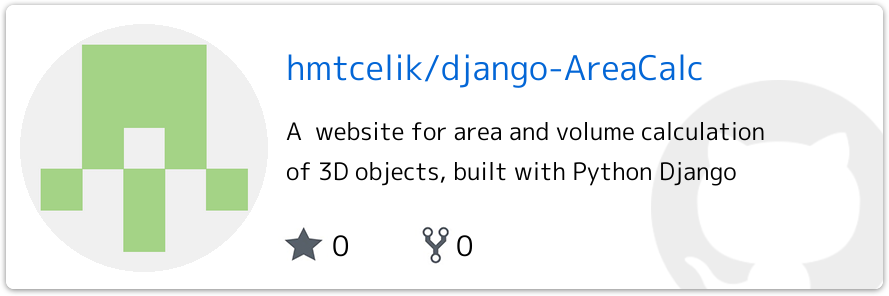 hmtcelik/django-AreaCalc
A  website for area and volume calculation
of 3D objects, built with Python Django
0 0